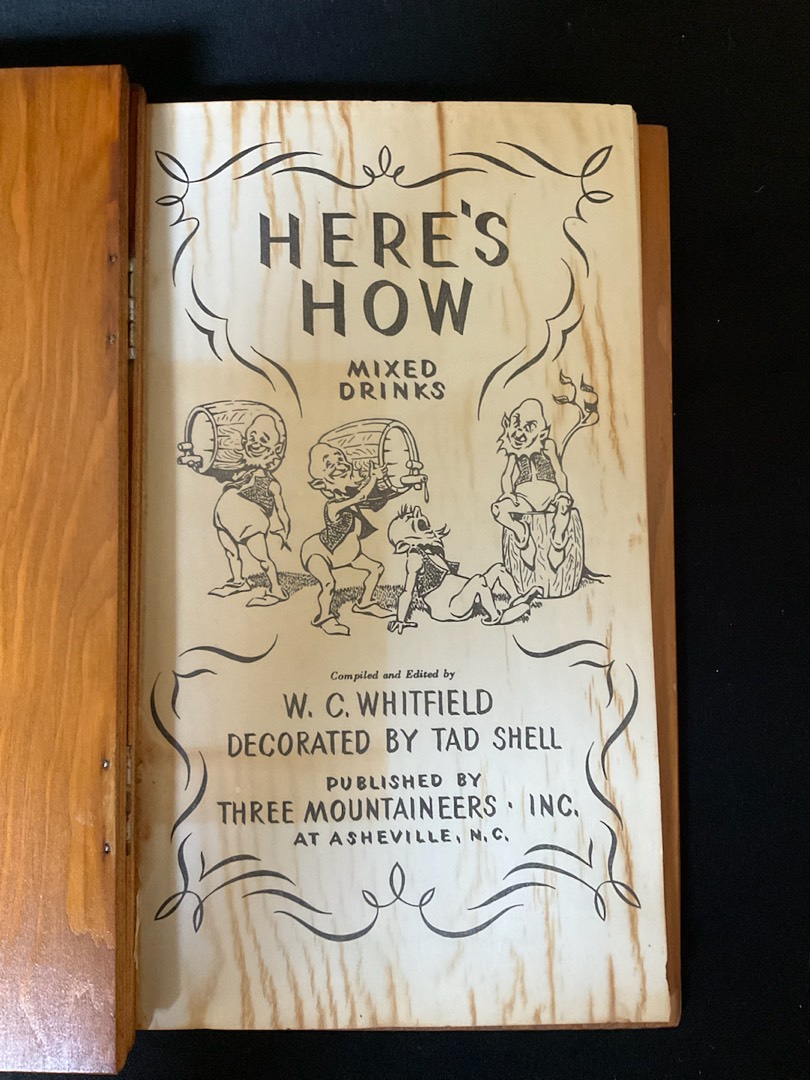 HERE'S
HOW
MIXED
DRINKS
Compiled and Edited by
W. C. WHITFIELD
DECORATED BY TAD SHELL
PUBLISHED BY
THREE MOUNTAINEERS · INC.
AT ASHEVILLE, N.C.